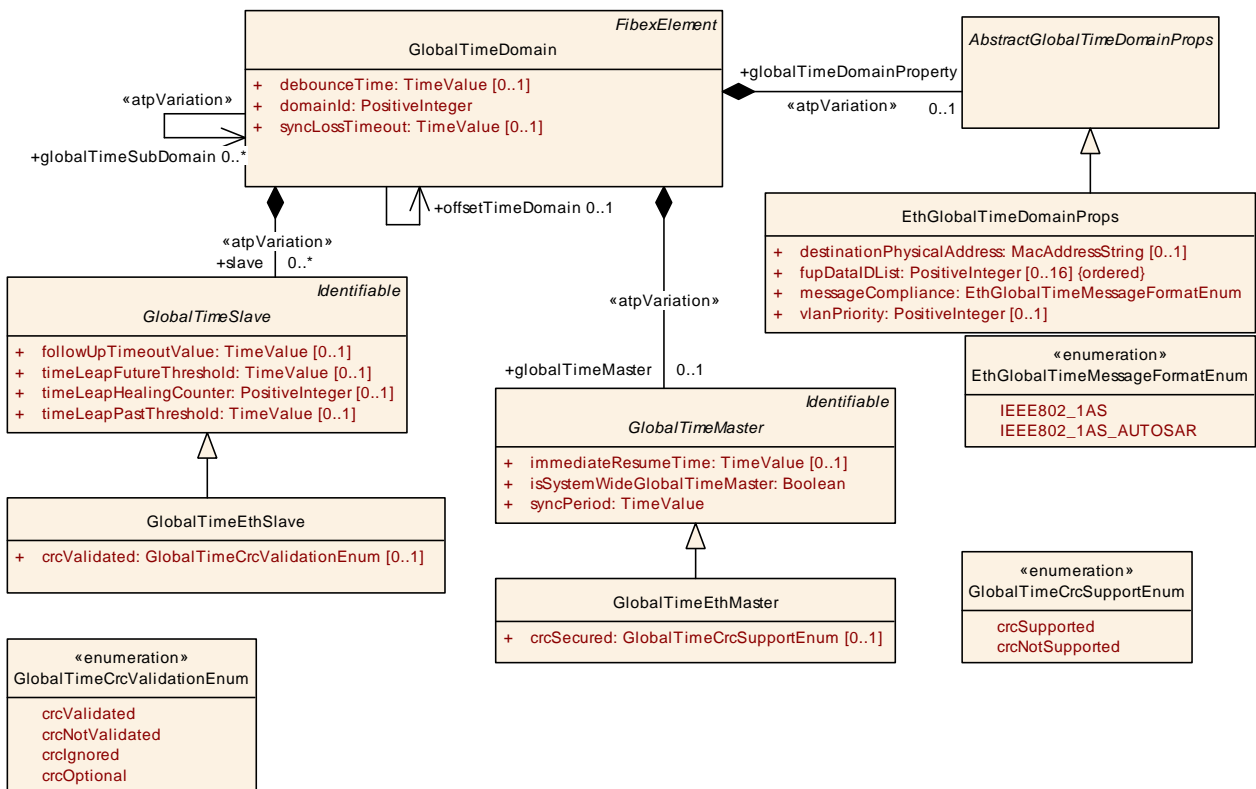 FibexElement
GlobalTimeDomain
+ debounceTime: TimeValue [0..1]
+ domainId: PositiveInteger
+ syncLossTimeout: TimeValue [0..1]
AbstractGlobalTimeDomainProps
+globalTimeDomainProperty
«atpVariation» 0..1
«atpVariation»
+globalTimeSubDomain 0..*
+offsetTimeDomain 0..1
«atpVariation»
+slave 0..*
EthGlobalTimeDomainProps
+ destinationPhysicalAddress: MacAddressString [0..1]
+ fupDataIDList: PositiveInteger [0..16] {ordered}
+ messageCompliance: EthGlobalTimeMessageFormatEnum
+ vlanPriority: PositiveInteger [0..1]
Identifiable
GlobalTimeSlave
+ followUpTimeoutValue: TimeValue [0..1]
+ timeLeapFutureThreshold: TimeValue [0..1]
+ timeLeapHealingCounter: PositiveInteger [0..1]
+ timeLeapPastThreshold: TimeValue [0..1]
«atpVariation»
+globalTimeMaster 0..1
«enumeration»
EthGlobalTimeMessageFormatEnum
IEEE802_1AS
IEEE802_1AS_AUTOSAR
Identifiable
GlobalTimeMaster
+ immediateResumeTime: TimeValue [0..1]
+ isSystemWideGlobalTimeMaster: Boolean
+ syncPeriod: TimeValue
GlobalTimeEthSlave
+ crcValidated: GlobalTimeCrcValidationEnum [0..1]
GlobalTimeEthMaster
+ crcSecured: GlobalTimeCrcSupportEnum [0..1]
«enumeration»
GlobalTimeCrcSupportEnum
crcSupported
crcNotSupported
«enumeration»
GlobalTimeCrcValidationEnum
crcValidated
crcNotValidated
crcIgnored
crcOptional